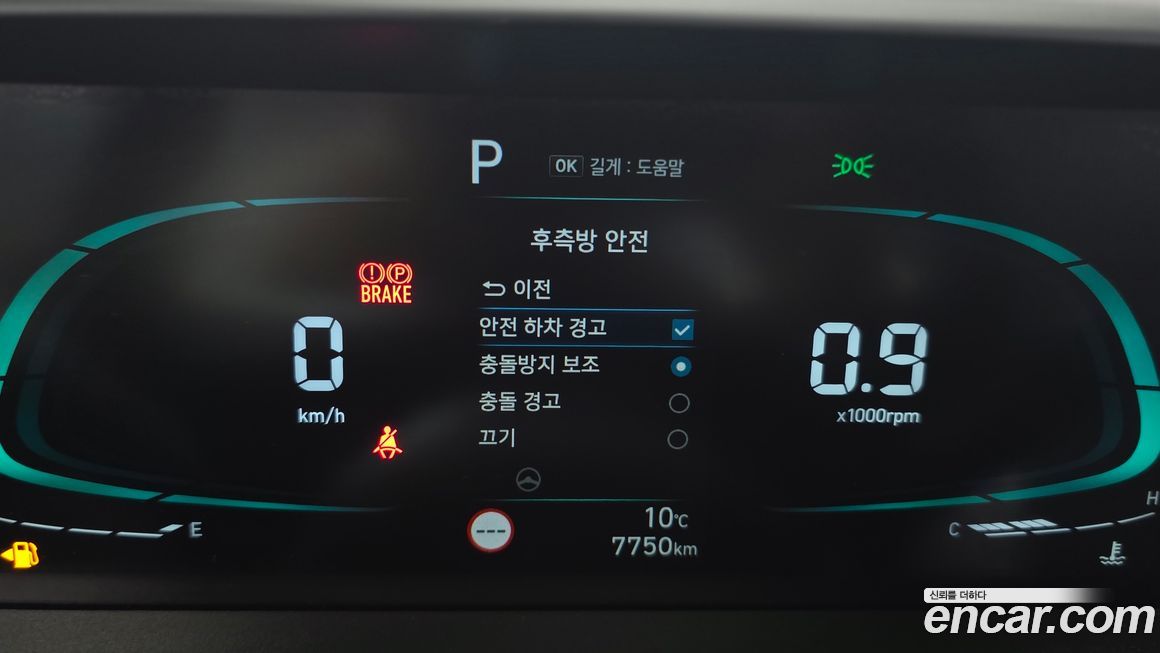 P
OK 길게 : 도움말
후측방 안전
이전
BRAKE
안전 하차 경고
충돌방지 보조
충돌 경고
끄기
0
km/h
0.9
x1000rpm
E
---
10℃
7750km
C
H
신뢰를 더하다
encar.com